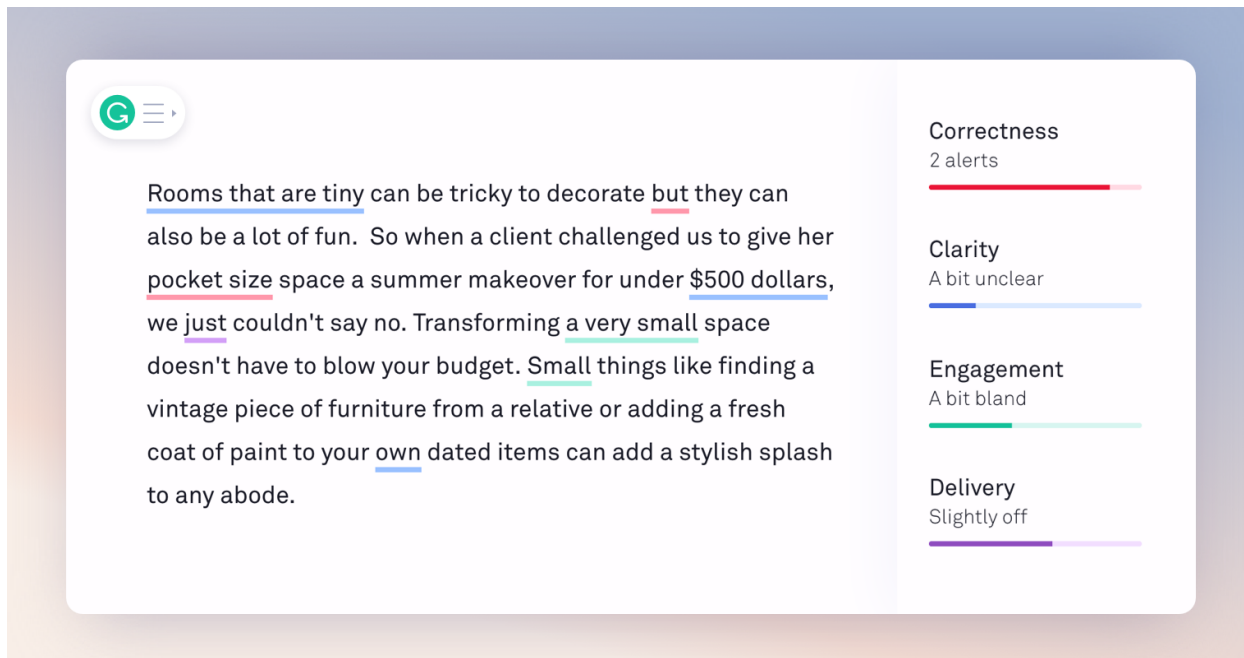 Rooms that are tiny can be tricky to decorate but they can
also be a lot of fun.  So when a client challenged us to give her
pocket size space a summer makeover for under $500 dollars,
we just couldn't say no. Transforming a very small space
doesn't have to blow your budget. Small things like finding a
vintage piece of furniture from a relative or adding a fresh
coat of paint to your own dated items can add a stylish splash
to any abode.
Correctness
2 alerts
Clarity
A bit unclear
Engagement
A bit bland
Delivery
Slightly off